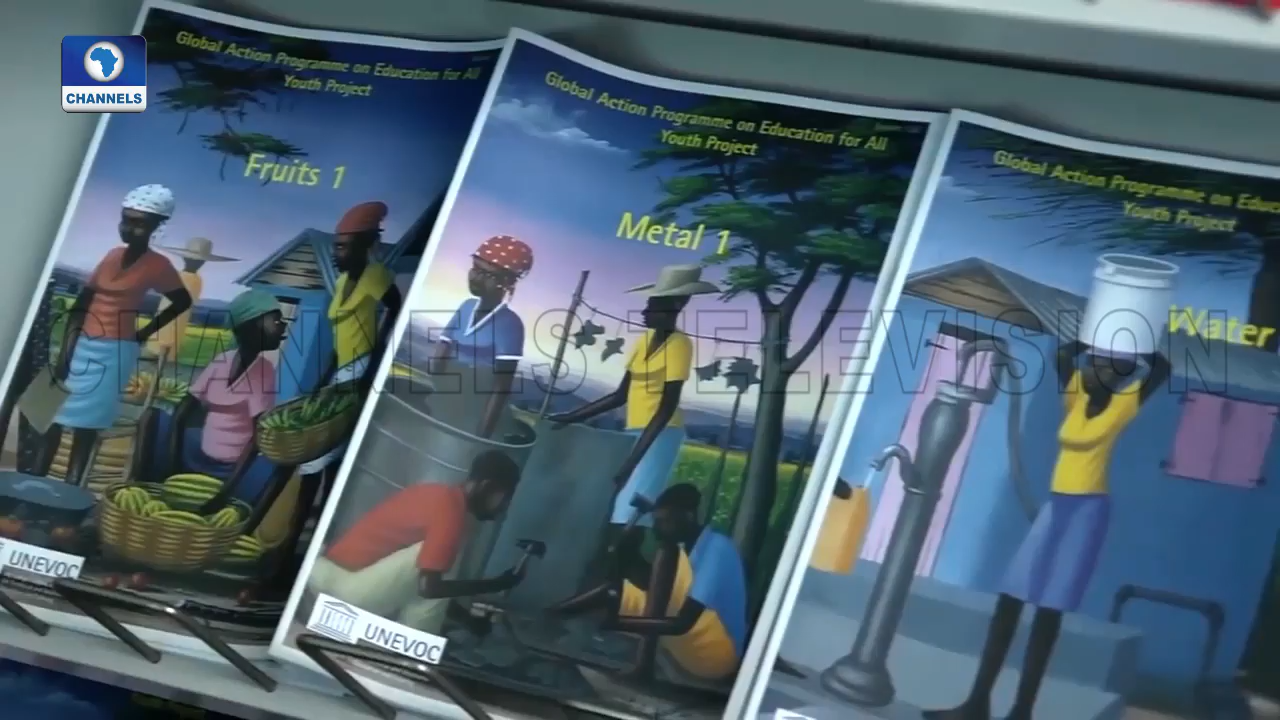 CHANNELS
Global Action Programme on Education for All
Youth Project
Fruits 1
UNEVOC
Global Action Programme on Education for All
Youth Project
Metal 1
UNEVOC
Global Action Programme on
Youth Project
Water
CHANNELS TELEVISION